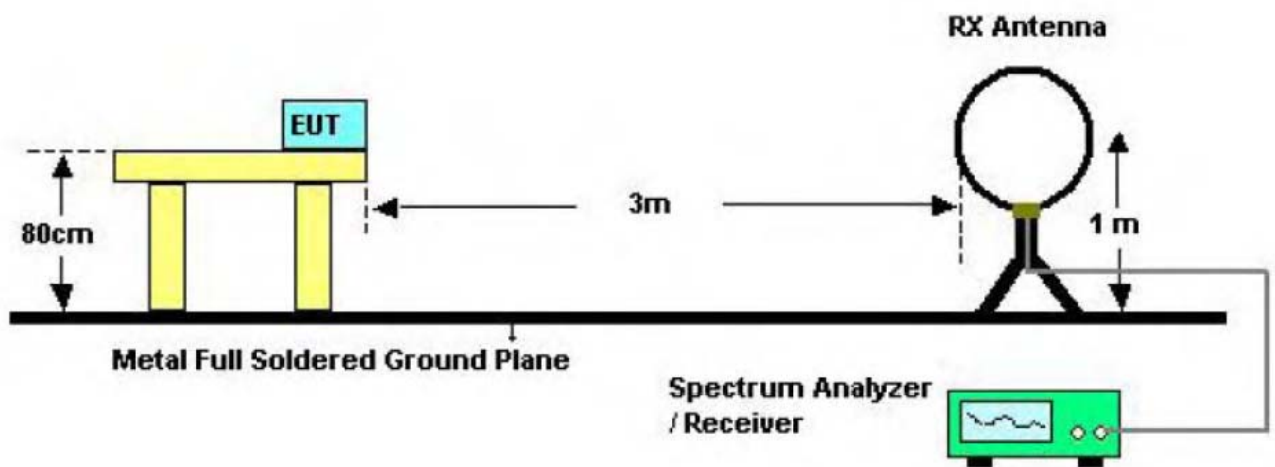 RX Antenna
EUT
3m
80cm
1 m
Metal Full Soldered Ground Plane
Spectrum Analyzer
/ Receiver